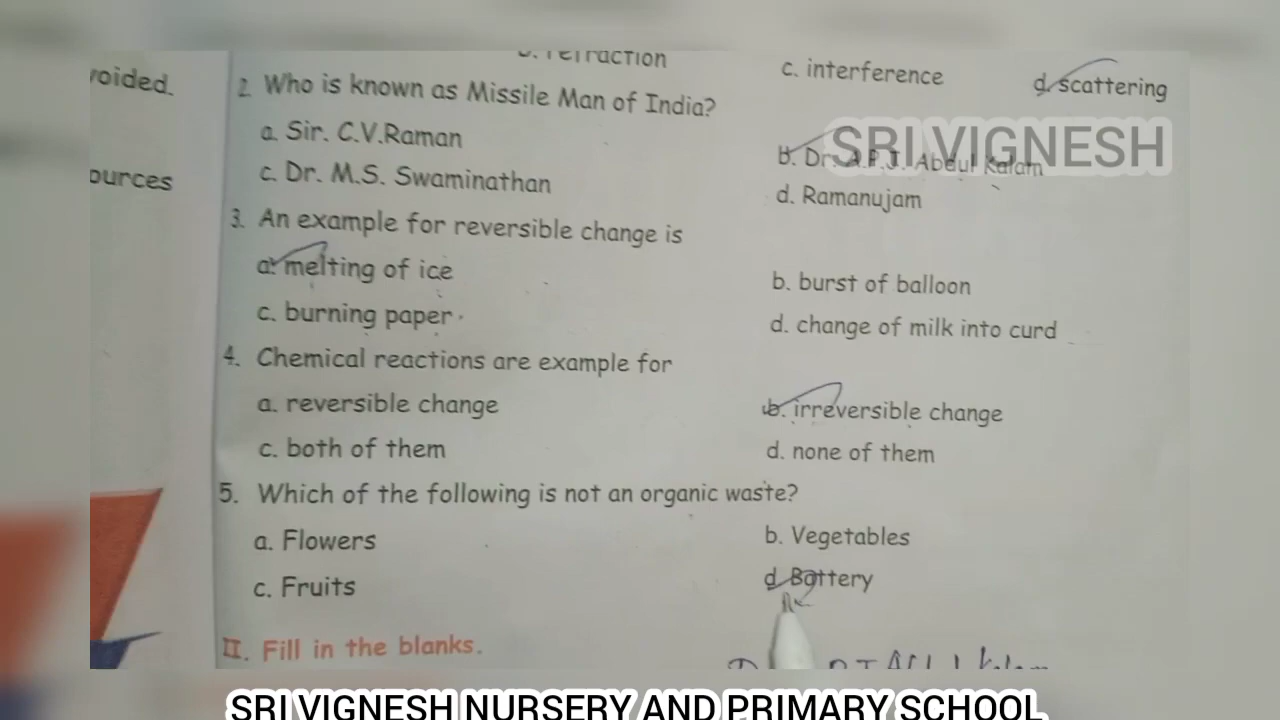 voided.
ources
b. refraction
c. interference
d. scattering
2. Who is known as Missile Man of India?
a. Sir. C.V.Raman
b. Dr. A.P.J. Abdul Kalam
c. Dr. M.S. Swaminathan
d. Ramanujam
3. An example for reversible change is
a. melting of ice
b. burst of balloon
c. burning paper
d. change of milk into curd
4. Chemical reactions are example for
a. reversible change
b. irreversible change
c. both of them
d. none of them
5. Which of the following is not an organic waste?
a. Flowers
b. Vegetables
c. Fruits
d. Battery
II. Fill in the blanks.
SRI VIGNESH
SRI VIGNESH NURSERY AND PRIMARY SCHOOL